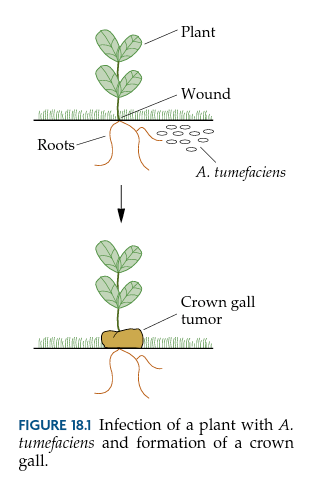 Plant
Wound
Roots
A. tumefaciens
Crown gall
tumor
FIGURE 18.1 Infection of a plant with A.
tumefaciens and formation of a crown
gall.